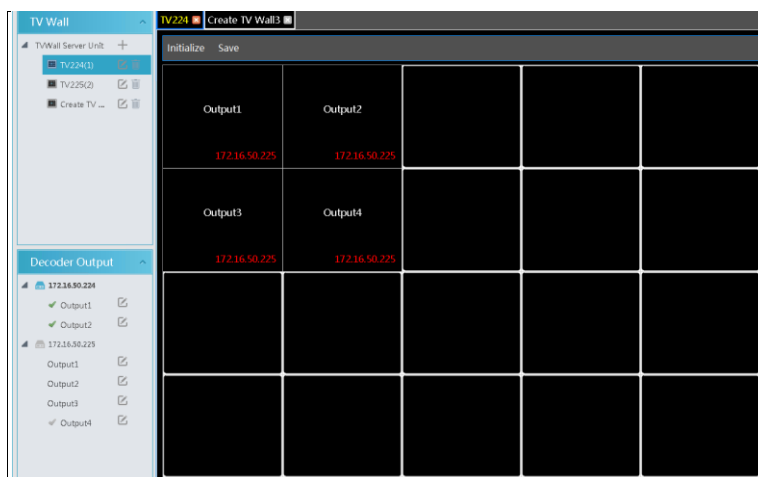 TV Wall
TVWall Server Unit
TV224(1)
TV225(2)
Create TV ...
Decoder Output
172.16.50.224
Output1
Output2
172.16.50.225
Output1
Output2
Output3
Output4
TV224 Create TV Wall3
Initialize Save
Output1 Output2
172.16.50.225 172.16.50.225
Output3 Output4
172.16.50.225 172.16.50.225